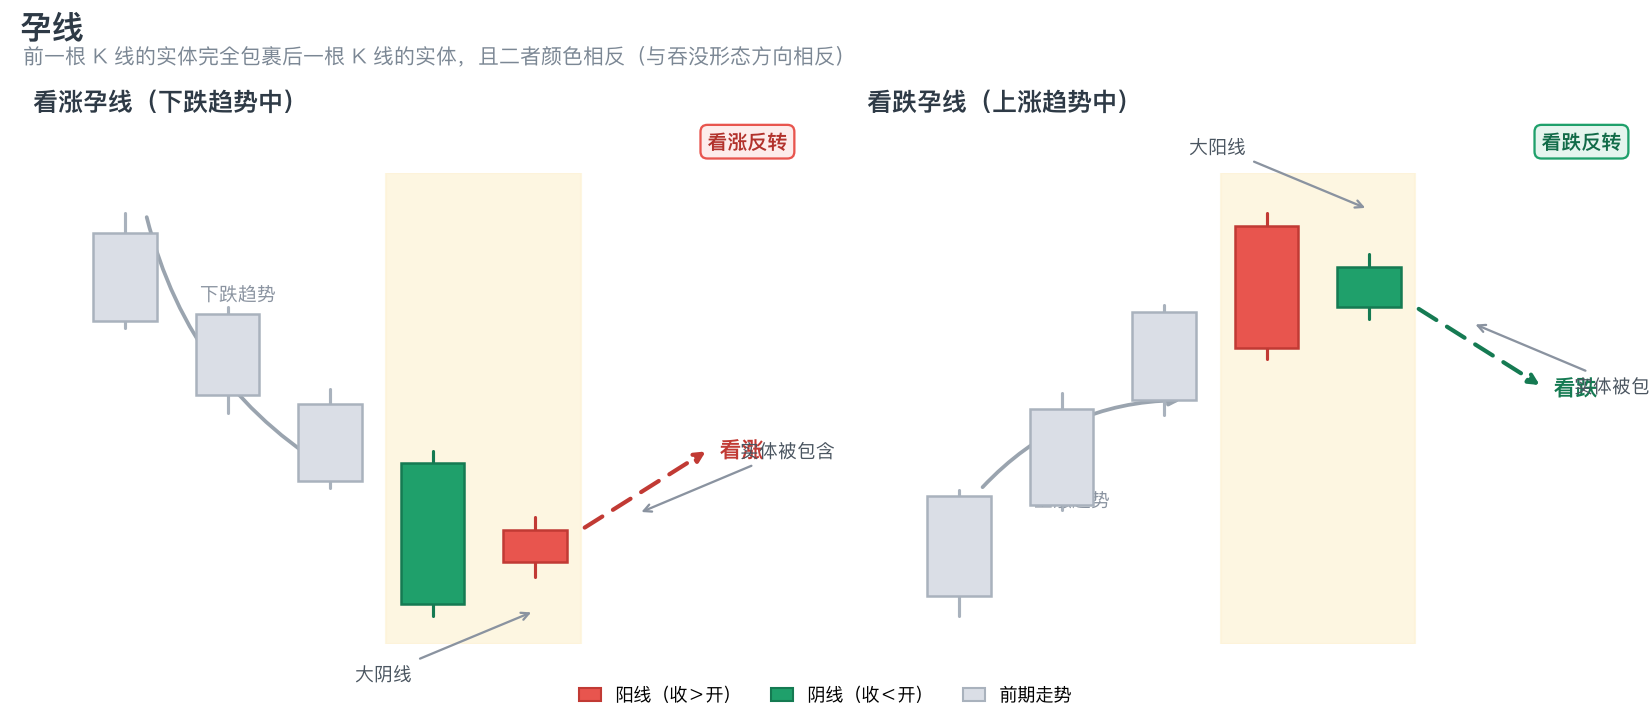 孕线
前一根 K 线的实体完全包裹后一根 K 线的实体，且二者颜色相反（与吞没形态方向相反）
看涨孕线（下跌趋势中）
看跌孕线（上涨趋势中）
看涨反转
看跌反转
大阳线
下跌趋势
看跌
体被包
看涨
体被包含
趋势
大阴线
阳线（收＞开）
阴线（收＜开）
前期走势